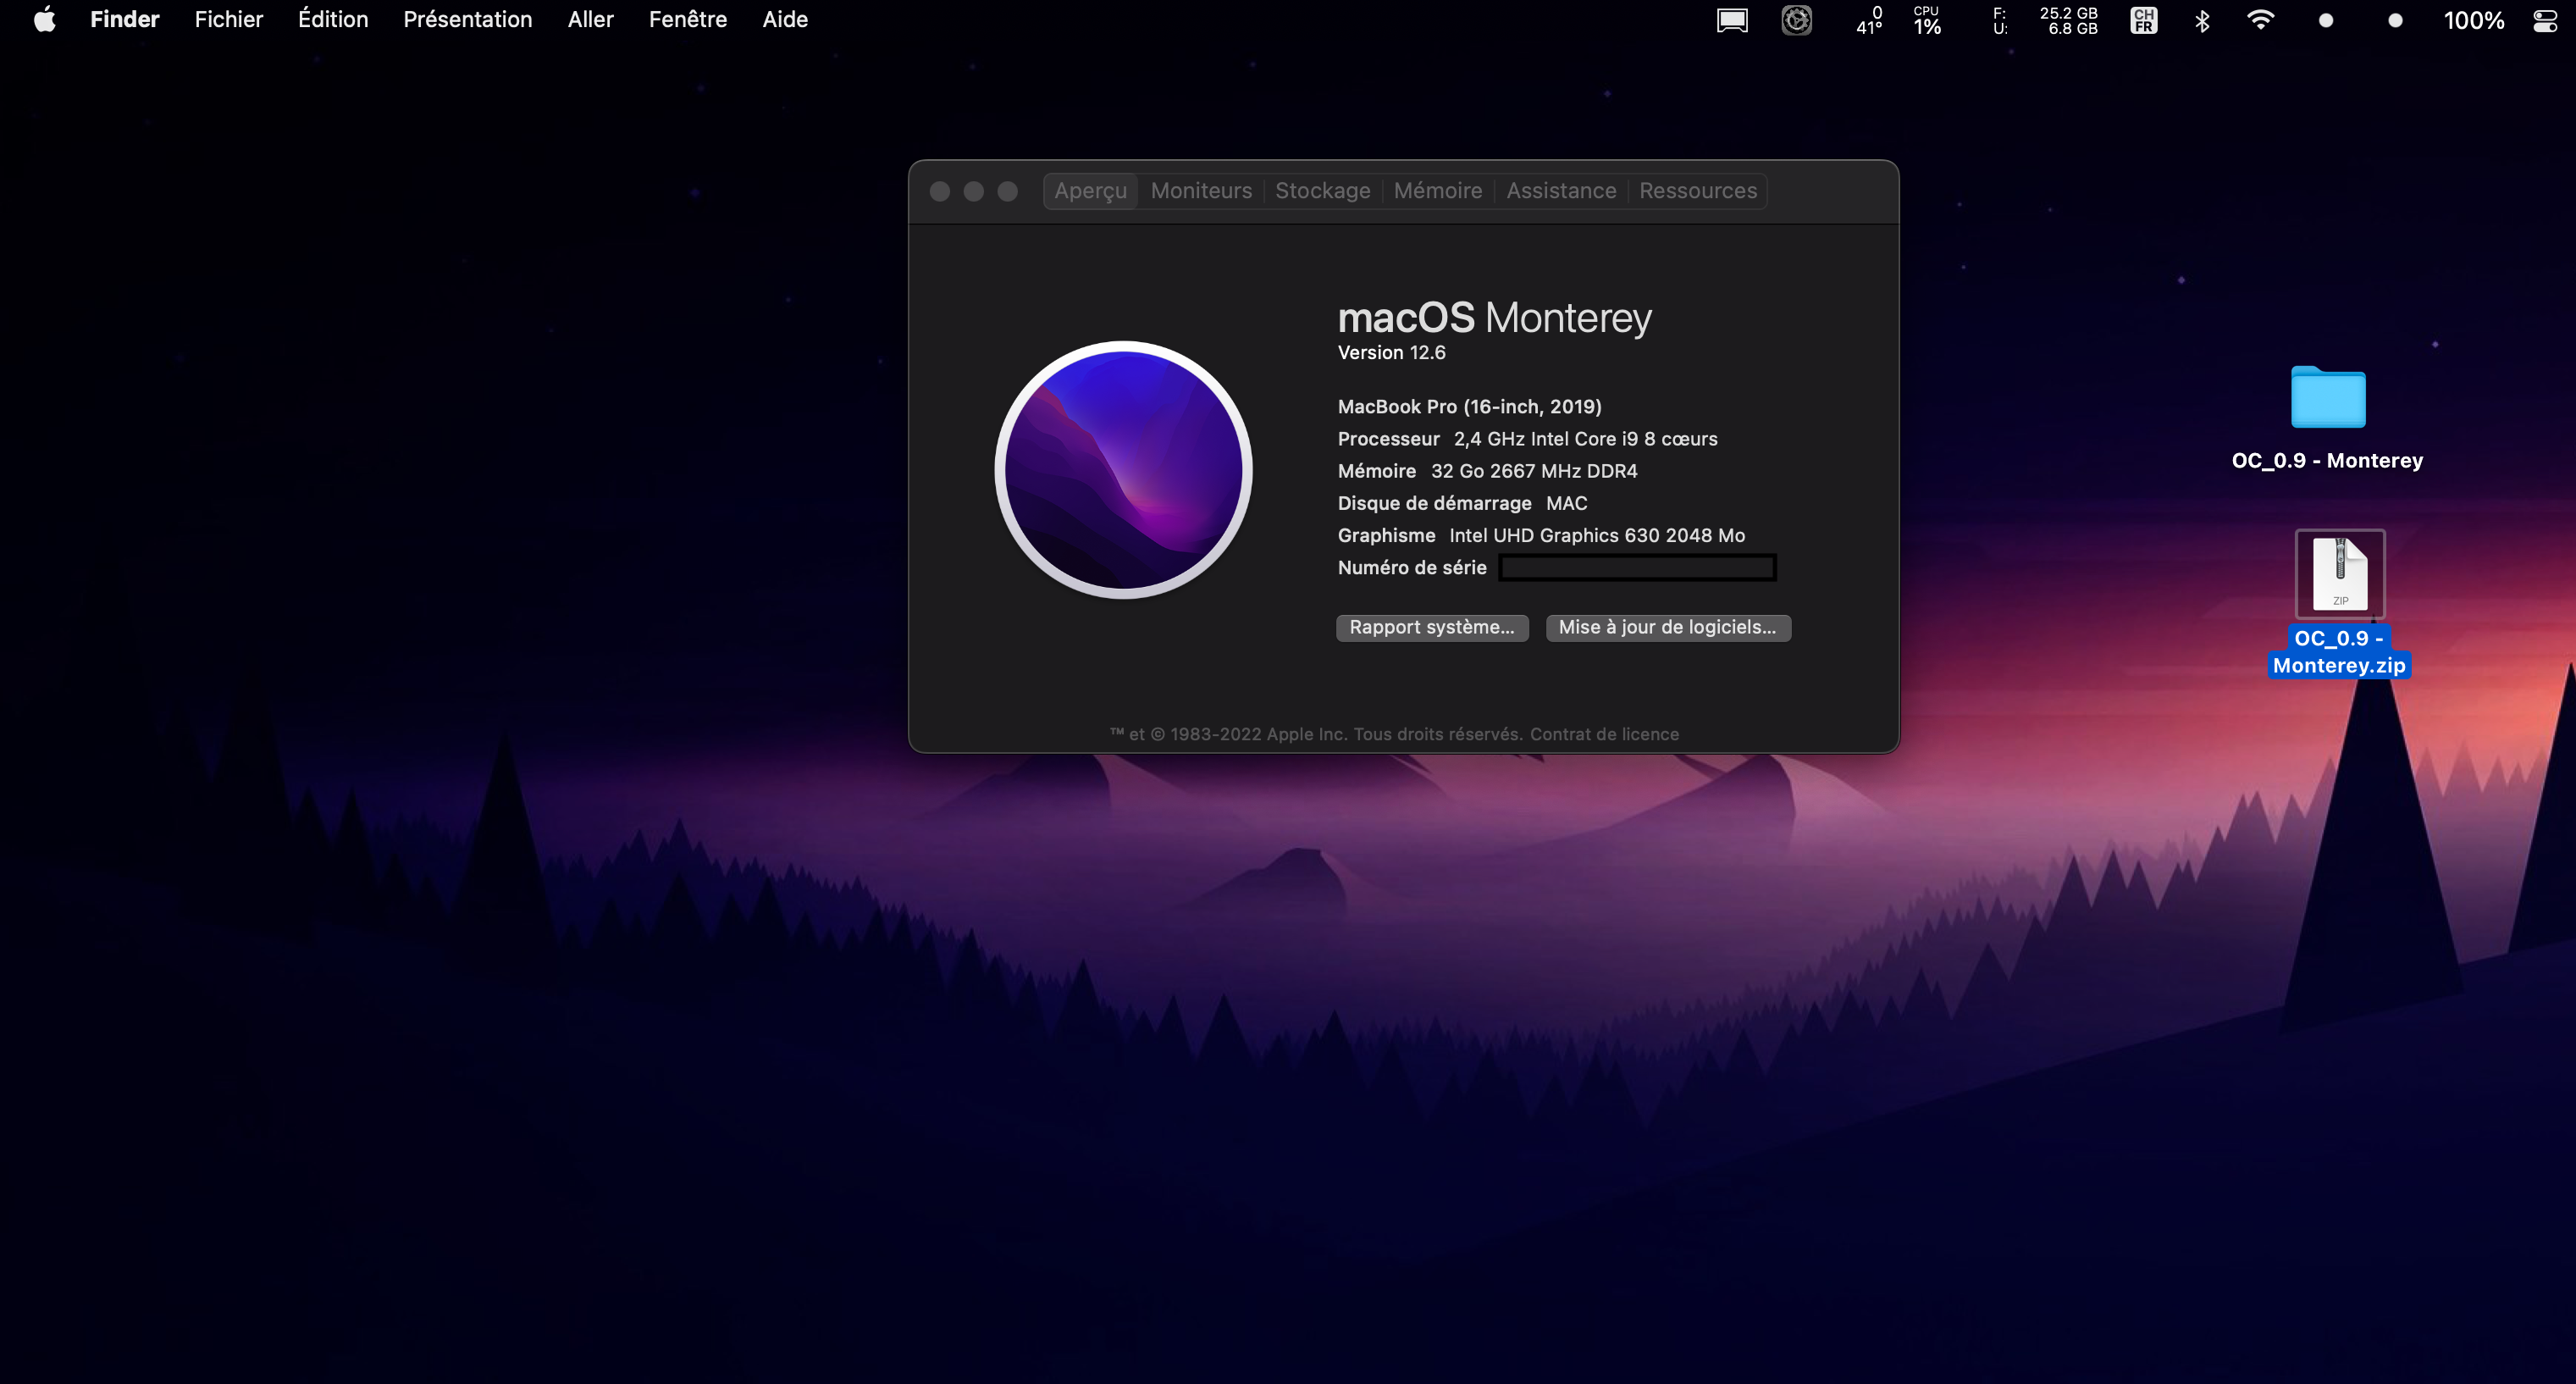 Finder Fichier Édition Présentation Aller Fenêtre Aide
0
41°
CPU
1%
F: 25.2 GB
U: 6.8 GB
CH
FR
100%
Aperçu Moniteurs Stockage Mémoire Assistance Ressources
macOS Monterey
Version 12.6
MacBook Pro (16-inch, 2019)
Processeur 2,4 GHz Intel Core i9 8 cœurs
Mémoire 32 Go 2667 MHz DDR4
Disque de démarrage MAC
Graphisme Intel UHD Graphics 630 2048 Mo
Numéro de série
Rapport système... Mise à jour de logiciels...
™ et © 1983-2022 Apple Inc. Tous droits réservés. Contrat de licence
OC_0.9 - Monterey
ZIP
OC_0.9 -
Monterey.zip